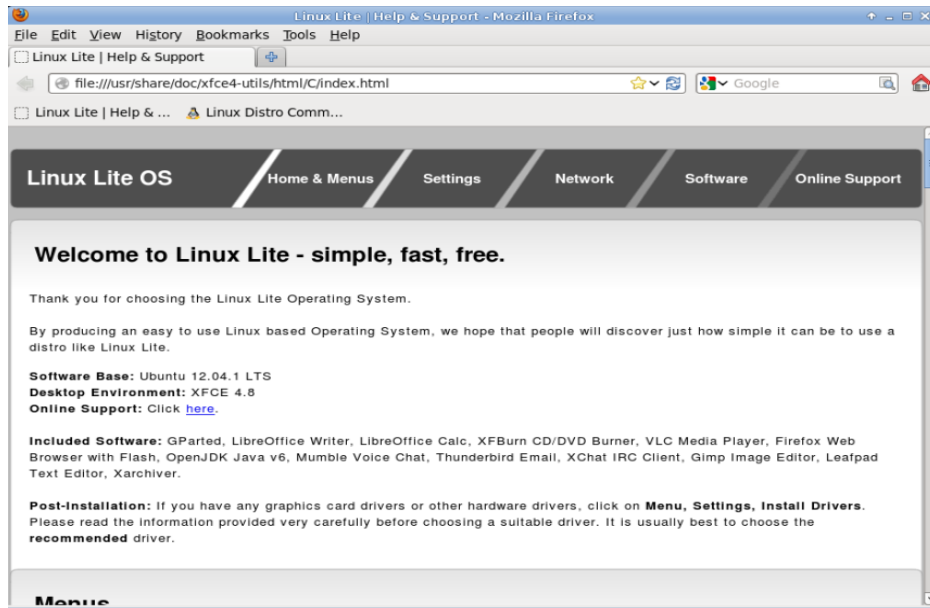 Linux Lite | Help & Support - Mozilla Firefox
File Edit View History Bookmarks Tools Help
Linux Lite | Help & Support
file:///usr/share/doc/xfce4-utils/html/C/index.html
Google
Linux Lite | Help & ... Linux Distro Comm...
Linux Lite OS
Home & Menus
Settings
Network
Software
Online Support
Welcome to Linux Lite - simple, fast, free.
Thank you for choosing the Linux Lite Operating System.
By producing an easy to use Linux based Operating System, we hope that people will discover just how simple it can be to use a
distro like Linux Lite.
Software Base: Ubuntu 12.04.1 LTS
Desktop Environment: XFCE 4.8
Online Support: Click here.
Included Software: GParted, LibreOffice Writer, LibreOffice Calc, XFBurn CD/DVD Burner, VLC Media Player, Firefox Web
Browser with Flash, OpenJDK Java v6, Mumble Voice Chat, Thunderbird Email, XChat IRC Client, Gimp Image Editor, Leafpad
Text Editor, Xarchiver.
Post-Installation: If you have any graphics card drivers or other hardware drivers, click on Menu, Settings, Install Drivers.
Please read the information provided very carefully before choosing a suitable driver. It is usually best to choose the
recommended driver.
Menus